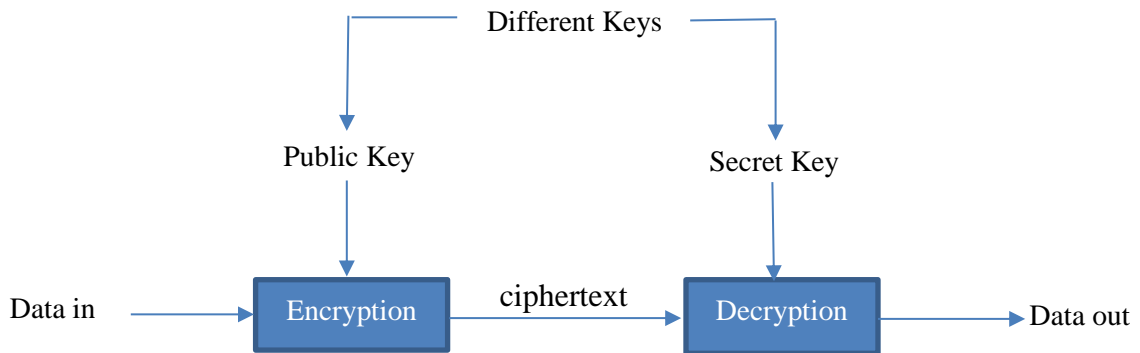 Different Keys
Public Key
Secret Key
Data in
Encryption
ciphertext
Decryption
Data out